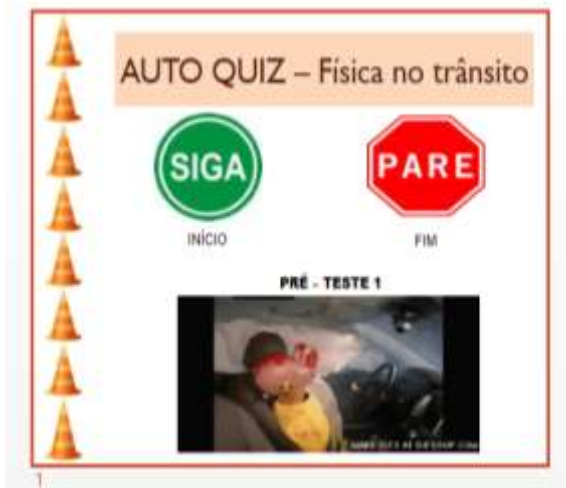 AUTO QUIZ – Física no trânsito
SIGA
PARE
INÍCIO
FIM
PRÉ - TESTE 1
1